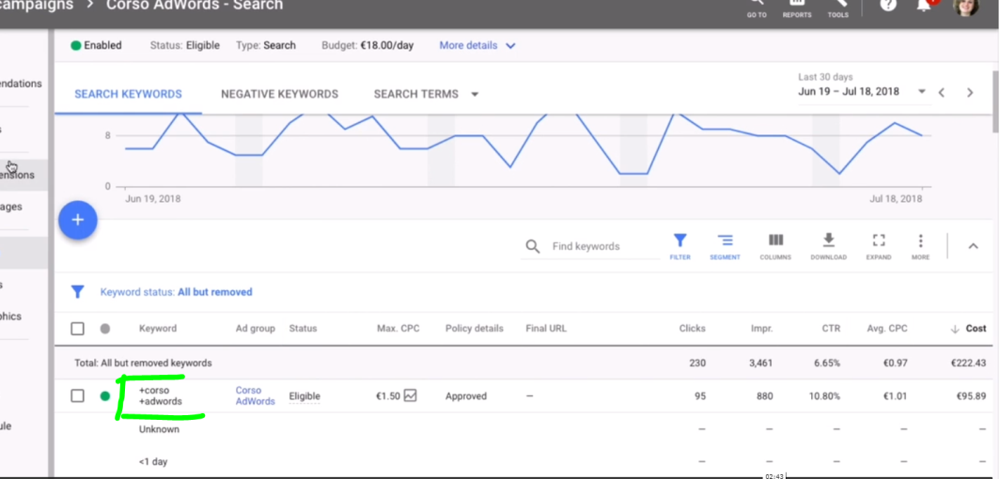 campaigns > Corso AdWords - Search
GO TO REPORTS TOOLS
Enabled Status: Eligible Type: Search Budget: €18.00/day More details
ndations
SEARCH KEYWORDS NEGATIVE KEYWORDS SEARCH TERMS
Last 30 days
Jun 19 – Jul 18, 2018
s
8
ensions
0
Jun 19, 2018 Jul 18, 2018
ages
+
Find keywords
FILTER SEGMENT COLUMNS DOWNLOAD EXPAND MORE
s
Keyword status: All but removed
phics
Keyword Ad group Status Max. CPC Policy details Final URL Clicks Impr. CTR Avg. CPC Cost
Total: All but removed keywords 230 3,461 6.65% €0.97 €222.43
+corso
+adwords
Corso
AdWords
Eligible €1.50 Approved – 95 880 10.80% €1.01 €95.89
ule
Unknown – – – – –
<1 day – – – – –
02:43